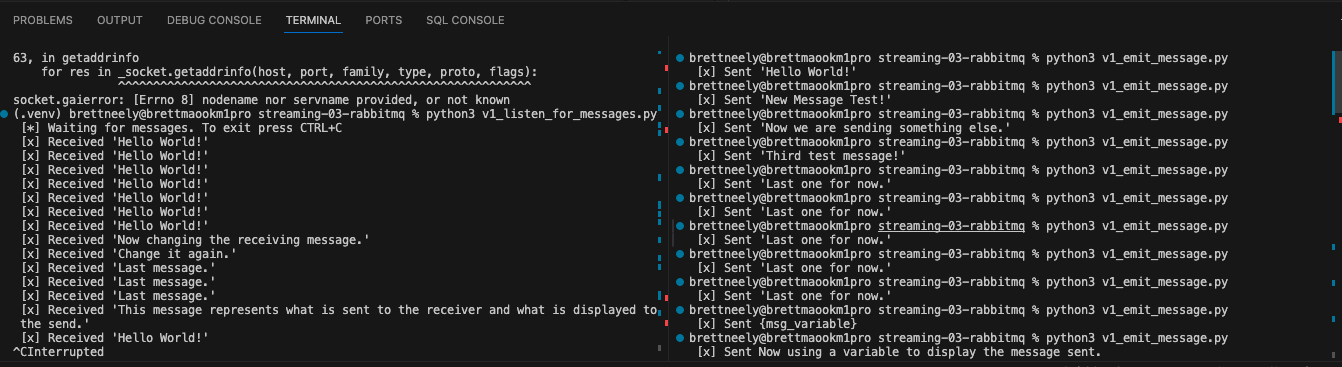 PROBLEMS OUTPUT DEBUG CONSOLE TERMINAL PORTS SQL CONSOLE
63, in getaddrinfo
    for res in _socket.getaddrinfo(host, port, family, type, proto, flags):
               ^^^^^^^^^^^^^^^^^^^^^^^^^^^^^^^^^^^^^^^^^^^^^^^^^^^^^^^^^^^^
socket.gaierror: [Errno 8] nodename nor servname provided, or not known
(.venv) brettneely@brettmaookm1pro streaming-03-rabbitmq % python3 v1_listen_for_messages.py
 [*] Waiting for messages. To exit press CTRL+C
 [x] Received 'Hello World!'
 [x] Received 'Hello World!'
 [x] Received 'Hello World!'
 [x] Received 'Hello World!'
 [x] Received 'Hello World!'
 [x] Received 'Hello World!'
 [x] Received 'Hello World!'
 [x] Received 'Now changing the receiving message.'
 [x] Received 'Change it again.'
 [x] Received 'Last message.'
 [x] Received 'Last message.'
 [x] Received 'Last message.'
 [x] Received 'This message represents what is sent to the receiver and what is displayed to
 the send.'
 [x] Received 'Hello World!'
^CInterrupted
brettneely@brettmaookm1pro streaming-03-rabbitmq % python3 v1_emit_message.py
 [x] Sent 'Hello World!'
brettneely@brettmaookm1pro streaming-03-rabbitmq % python3 v1_emit_message.py
 [x] Sent 'New Message Test!'
brettneely@brettmaookm1pro streaming-03-rabbitmq % python3 v1_emit_message.py
 [x] Sent 'Now we are sending something else.'
brettneely@brettmaookm1pro streaming-03-rabbitmq % python3 v1_emit_message.py
 [x] Sent 'Third test message!'
brettneely@brettmaookm1pro streaming-03-rabbitmq % python3 v1_emit_message.py
 [x] Sent 'Last one for now.'
brettneely@brettmaookm1pro streaming-03-rabbitmq % python3 v1_emit_message.py
 [x] Sent 'Last one for now.'
brettneely@brettmaookm1pro streaming-03-rabbitmq % python3 v1_emit_message.py
 [x] Sent 'Last one for now.'
brettneely@brettmaookm1pro streaming-03-rabbitmq % python3 v1_emit_message.py
 [x] Sent 'Last one for now.'
brettneely@brettmaookm1pro streaming-03-rabbitmq % python3 v1_emit_message.py
 [x] Sent 'Last one for now.'
brettneely@brettmaookm1pro streaming-03-rabbitmq % python3 v1_emit_message.py
 [x] Sent {msg_variable}
brettneely@brettmaookm1pro streaming-03-rabbitmq % python3 v1_emit_message.py
 [x] Sent Now using a variable to display the message sent.